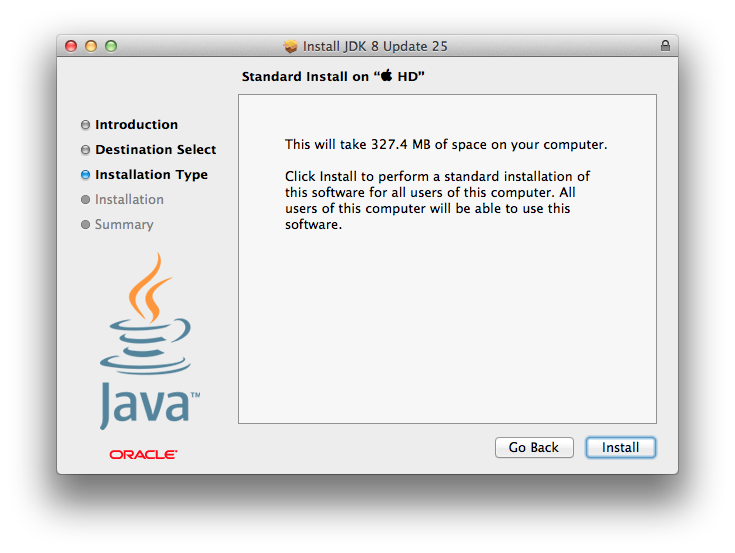 Install JDK 8 Update 25
Standard Install on “ HD”
Introduction
Destination Select
Installation Type
Installation
Summary
This will take 327.4 MB of space on your computer.
Click Install to perform a standard installation of
this software for all users of this computer. All
users of this computer will be able to use this
software.
Java™
ORACLE®
Go Back
Install